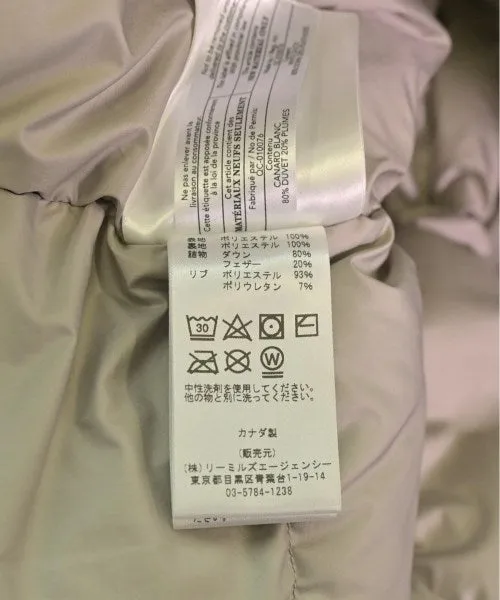 Ne pas enlever avant la
livraison au consommateur
Cette étiquette est apposée conformément
à la loi de la province
Cet article contient des
MATÉRIAUX NEUFS SEULEMENT
Fabriqué par / No de Permis:
OC-010076
Contenu
CANARD BLANC
80% DUVET 20% PLUMES
表地 ポリエステル 100%
裏地 ポリエステル 100%
詰物 ダウン 80%
フェザー 20%
リブ ポリエステル 93%
ポリウレタン 7%
30
W
中性洗剤を使用してください。
他の物と別に洗ってください。
カナダ製
(販売元)
(株) リーミルズエージェンシー
東京都目黒区青葉台 1-19-14
03-5784-1238